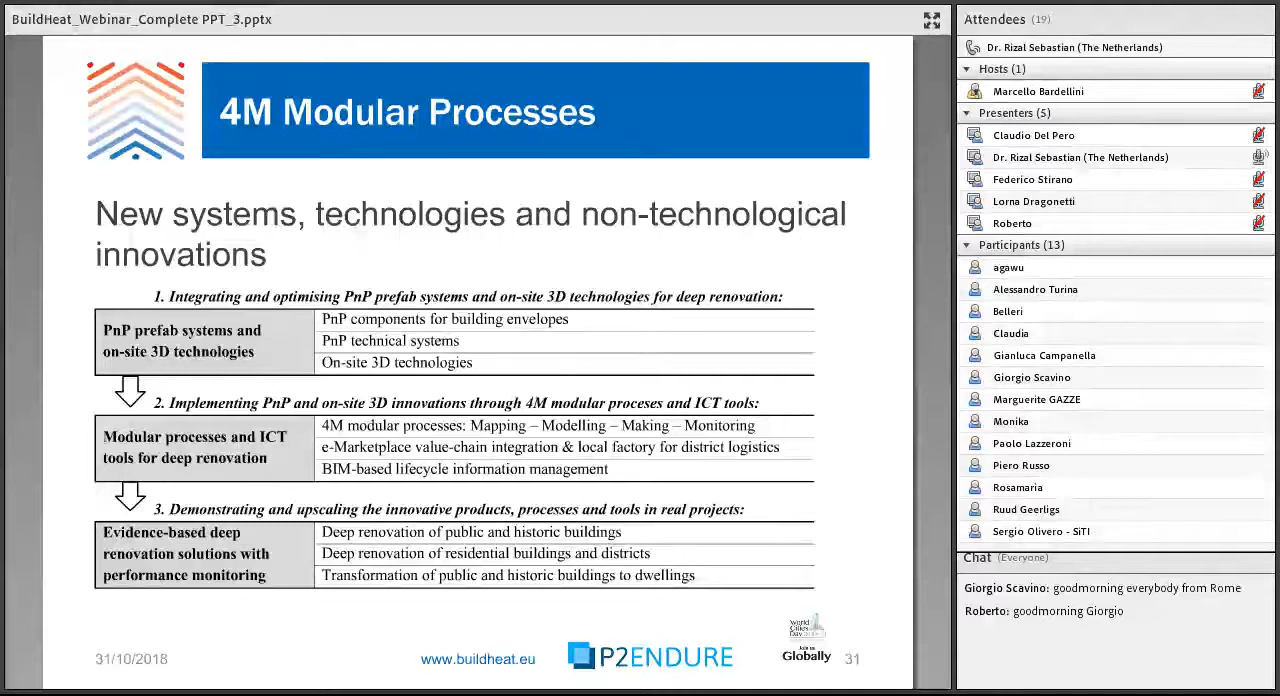 BuildHeat_Webinar_Complete PPT_3.pptx
4M Modular Processes
New systems, technologies and non-technological
innovations
1. Integrating and optimising PnP prefab systems and on-site 3D technologies for deep renovation:
PnP prefab systems and
on-site 3D technologies
PnP components for building envelopes
PnP technical systems
On-site 3D technologies
2. Implementing PnP and on-site 3D innovations through 4M modular proceses and ICT tools:
Modular processes and ICT
tools for deep renovation
4M modular processes: Mapping – Modelling – Making – Monitoring
e-Marketplace value-chain integration & local factory for district logistics
BIM-based lifecycle information management
3. Demonstrating and upscaling the innovative products, processes and tools in real projects:
Evidence-based deep
renovation solutions with
performance monitoring
Deep renovation of public and historic buildings
Deep renovation of residential buildings and districts
Transformation of public and historic buildings to dwellings
31/10/2018
www.buildheat.eu
P2ENDURE
World
Cities
Day
Join Us
Globally
31
Attendees (19)
Dr. Rizal Sebastian (The Netherlands)
Hosts (1)
Marcello Bardellini
Presenters (5)
Claudio Del Pero
Dr. Rizal Sebastian (The Netherlands)
Federico Stirano
Lorna Dragonetti
Roberto
Participants (13)
agawu
Alessandro Turina
Belleri
Claudia
Gianluca Campanella
Giorgio Scavino
Marguerite GAZZE
Monika
Paolo Lazzeroni
Piero Russo
Rosamaria
Ruud Geerligs
Sergio Olivero - SiTI
Chat (Everyone)
Giorgio Scavino: goodmorning everybody from Rome
Roberto: goodmorning Giorgio